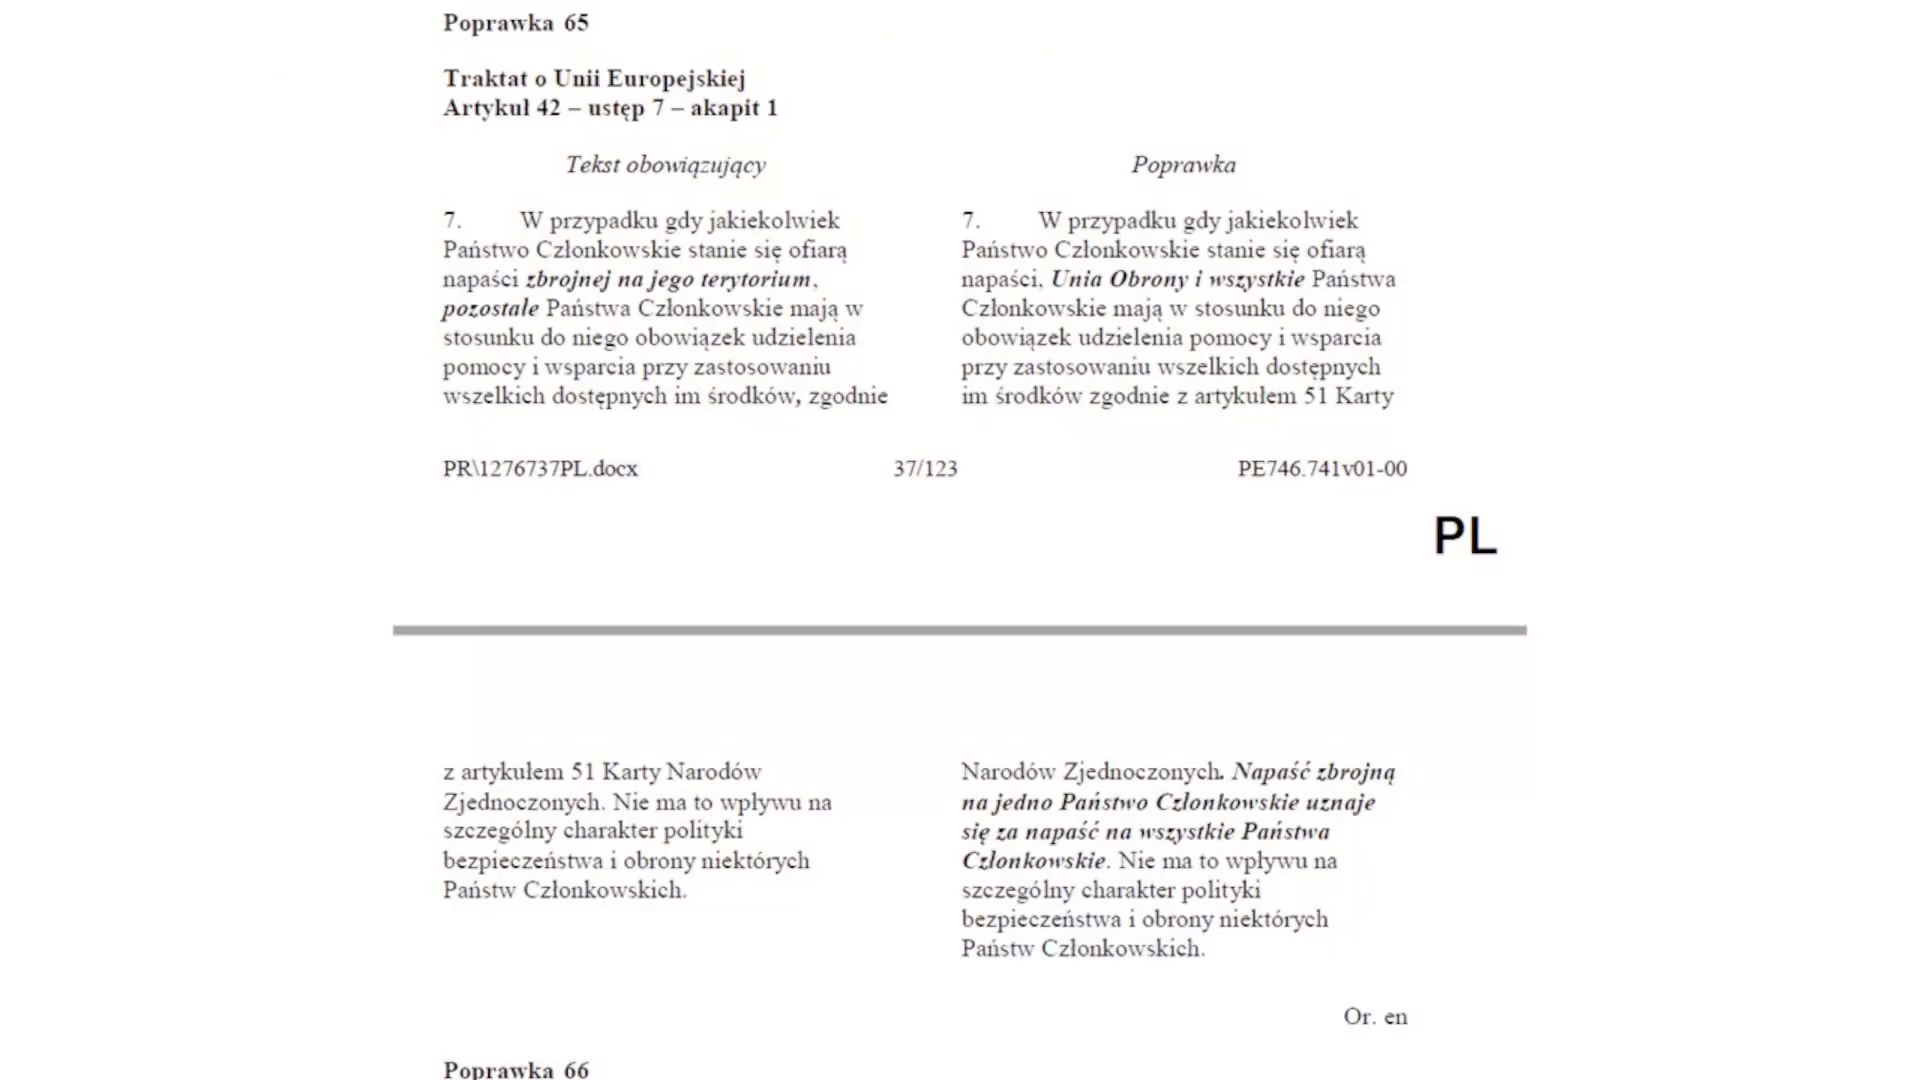 Poprawka 65
Traktat o Unii Europejskiej
Artykuł 42 – ustęp 7 – akapit 1
Tekst obowiązujący
7. W przypadku gdy jakiekolwiek
Państwo Członkowskie stanie się ofiarą
napaści zbrojnej na jego terytorium,
pozostałe Państwa Członkowskie mają w
stosunku do niego obowiązek udzielenia
pomocy i wsparcia przy zastosowaniu
wszelkich dostępnych im środków, zgodnie
Poprawka
7. W przypadku gdy jakiekolwiek
Państwo Członkowskie stanie się ofiarą
napaści, Unia Obrony i wszystkie Państwa
Członkowskie mają w stosunku do niego
obowiązek udzielenia pomocy i wsparcia
przy zastosowaniu wszelkich dostępnych
im środków zgodnie z artykułem 51 Karty
PR\1276737PL.docx 37/123 PE746.741v01-00
PL
z artykułem 51 Karty Narodów
Zjednoczonych. Nie ma to wpływu na
szczególny charakter polityki
bezpieczeństwa i obrony niektórych
Państw Członkowskich.
Narodów Zjednoczonych. Napaść zbrojną
na jedno Państwo Członkowskie uznaje
się za napaść na wszystkie Państwa
Członkowskie. Nie ma to wpływu na
szczególny charakter polityki
bezpieczeństwa i obrony niektórych
Państw Członkowskich.
Or. en
Poprawka 66